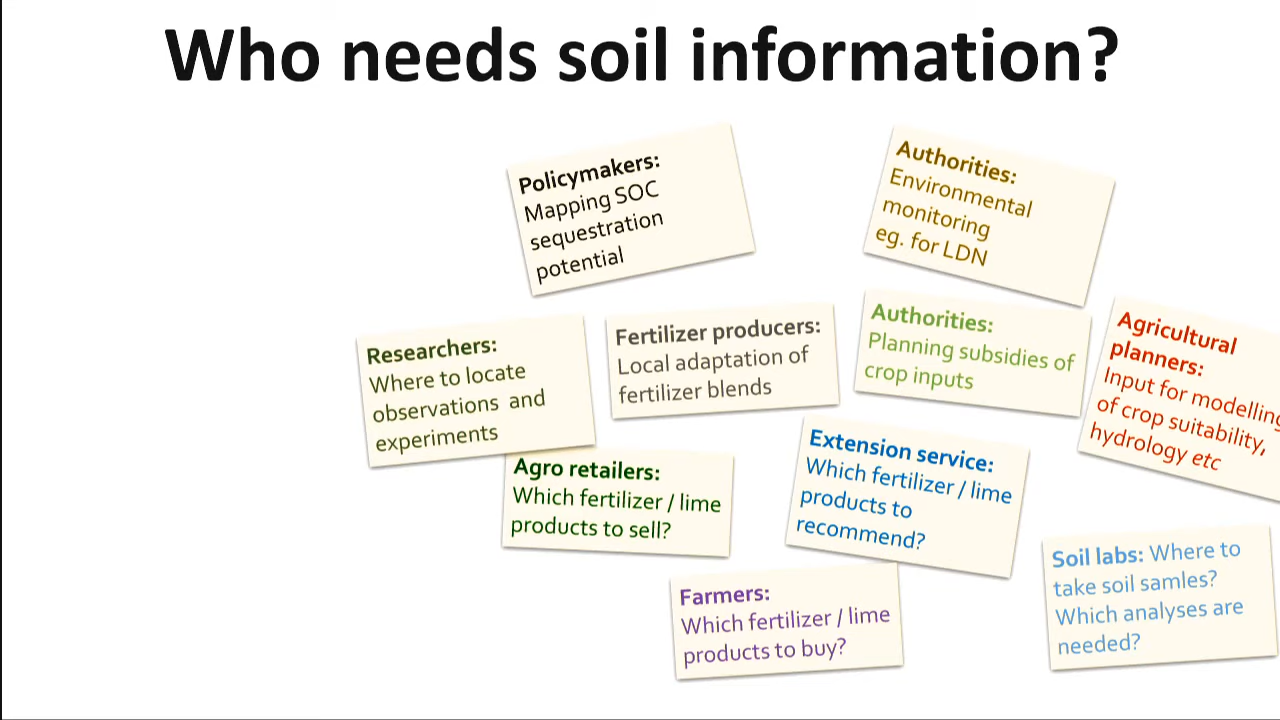 Who needs soil information?
Policymakers:
Mapping SOC
sequestration
potential
Authorities:
Environmental
monitoring
eg. for LDN
Researchers:
Where to locate
observations and
experiments
Fertilizer producers:
Local adaptation of
fertilizer blends
Authorities:
Planning subsidies of
crop inputs
Agricultural
planners:
Input for modelling
of crop suitability,
hydrology etc
Agro retailers:
Which fertilizer / lime
products to sell?
Extension service:
Which fertilizer / lime
products to
recommend?
Farmers:
Which fertilizer / lime
products to buy?
Soil labs: Where to
take soil samles?
Which analyses are
needed?